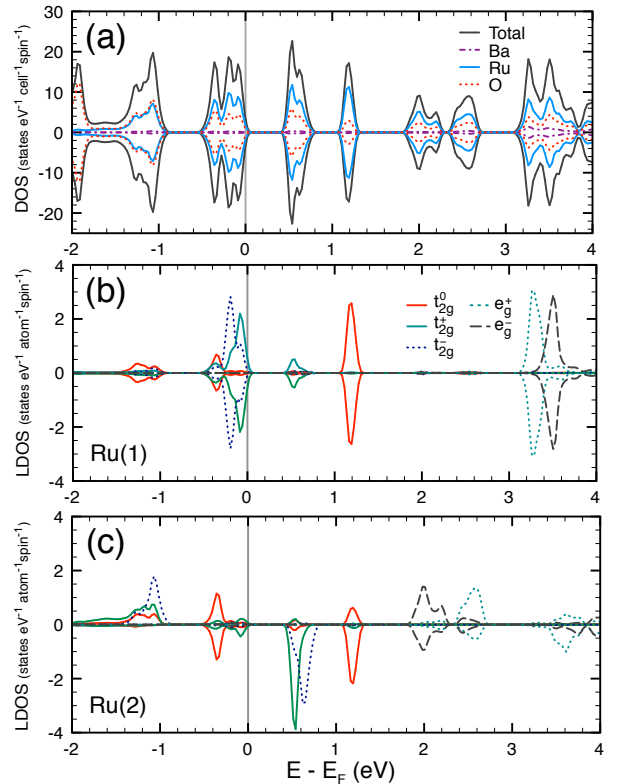 (a)
Total
Ba
Ru
O
DOS (states eV⁻¹ cell⁻¹spin⁻¹)
30
20
10
0
-10
-20
-2 -1 0 1 2 3 4
(b)
t⁰₂g
t⁺₂g
t⁻₂g
e⁺g
e⁻g
LDOS (states eV⁻¹ atom⁻¹spin⁻¹)
4
2
0
-2
-4
Ru(1)
-2 -1 0 1 2 3 4
(c)
LDOS (states eV⁻¹ atom⁻¹spin⁻¹)
4
2
0
-2
-4
Ru(2)
-2 -1 0 1 2 3 4
E - E_F (eV)